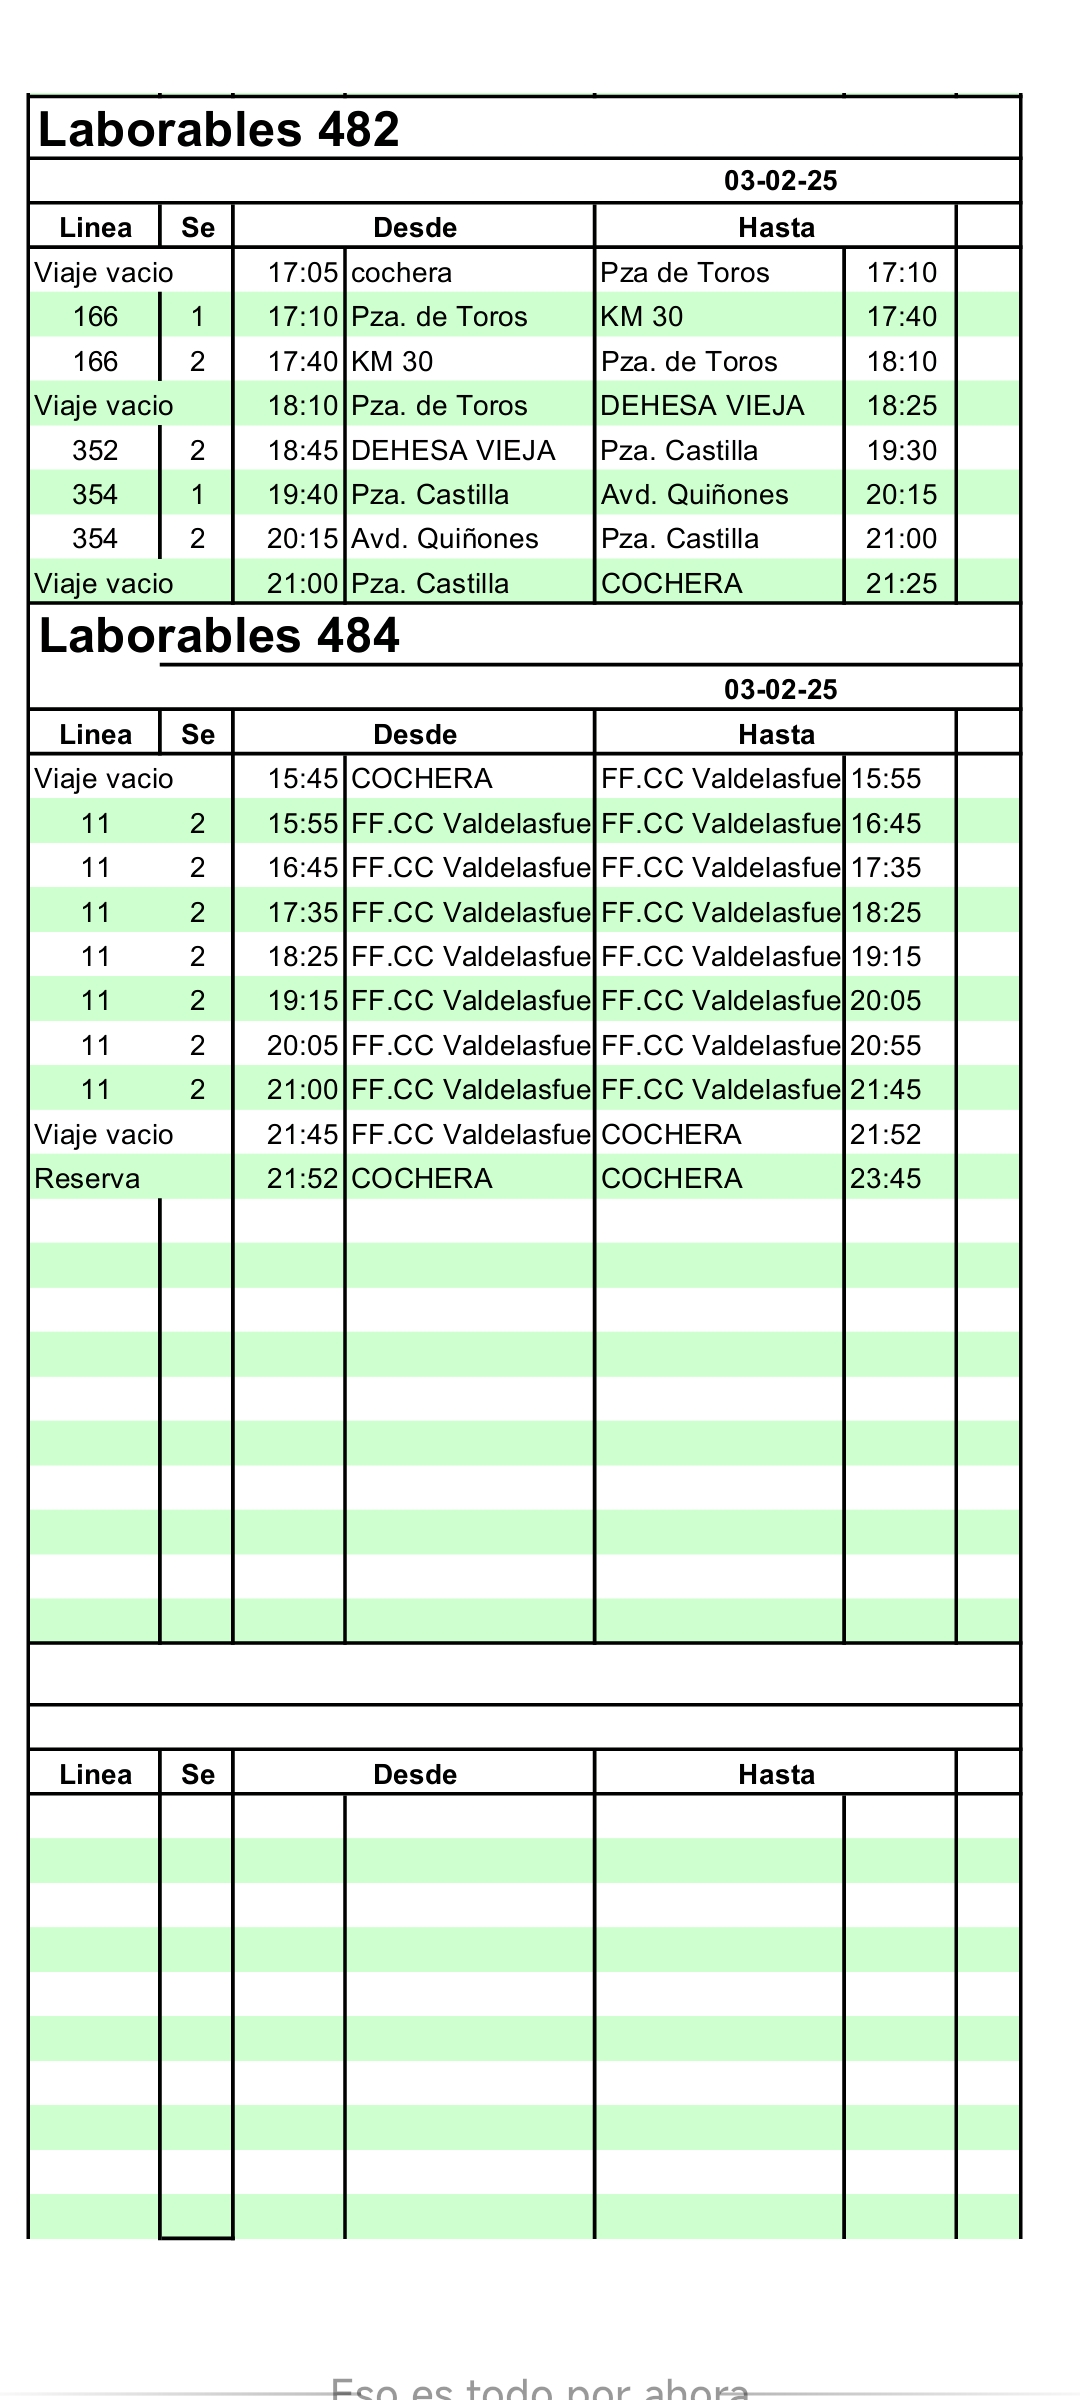 Laborables 482
03-02-25
Linea Se Desde Hasta
Viaje vacio 17:05 cochera Pza de Toros 17:10
166 1 17:10 Pza. de Toros KM 30 17:40
166 2 17:40 KM 30 Pza. de Toros 18:10
Viaje vacio 18:10 Pza. de Toros DEHESA VIEJA 18:25
352 2 18:45 DEHESA VIEJA Pza. Castilla 19:30
354 1 19:40 Pza. Castilla Avd. Quiñones 20:15
354 2 20:15 Avd. Quiñones Pza. Castilla 21:00
Viaje vacio 21:00 Pza. Castilla COCHERA 21:25
Laborables 484
03-02-25
Linea Se Desde Hasta
Viaje vacio 15:45 COCHERA FF.CC Valdelasfue 15:55
11 2 15:55 FF.CC Valdelasfue FF.CC Valdelasfue 16:45
11 2 16:45 FF.CC Valdelasfue FF.CC Valdelasfue 17:35
11 2 17:35 FF.CC Valdelasfue FF.CC Valdelasfue 18:25
11 2 18:25 FF.CC Valdelasfue FF.CC Valdelasfue 19:15
11 2 19:15 FF.CC Valdelasfue FF.CC Valdelasfue 20:05
11 2 20:05 FF.CC Valdelasfue FF.CC Valdelasfue 20:55
11 2 21:00 FF.CC Valdelasfue FF.CC Valdelasfue 21:45
Viaje vacio 21:45 FF.CC Valdelasfue COCHERA 21:52
Reserva 21:52 COCHERA COCHERA 23:45
Linea Se Desde Hasta
Eso es todo por ahora